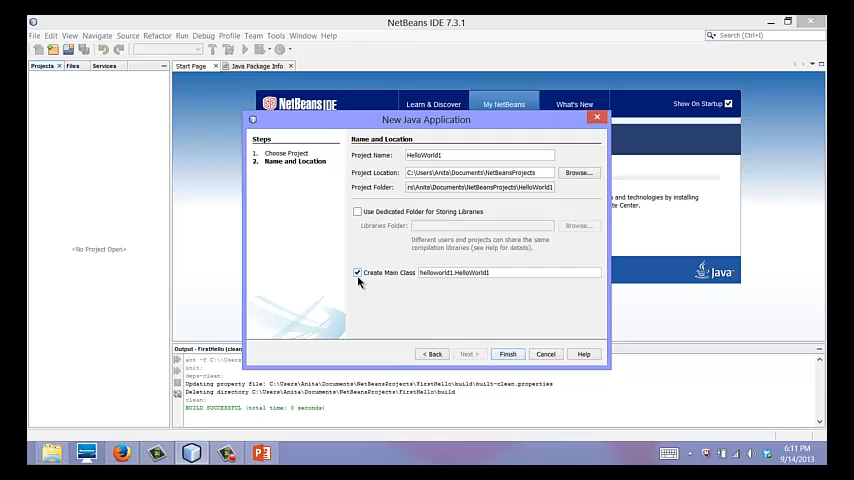 NetBeans IDE 7.3.1
File Edit View Navigate Source Refactor Run Debug Profile Team Tools Window Help
Search (Ctrl+I)
Projects Files Services
Start Page Java Package Info
NetBeans IDE Learn & Discover My NetBeans What's New Show On Startup
New Java Application
Steps
1. Choose Project
2. Name and Location
Name and Location
Project Name: HelloWorld1
Project Location: C:\Users\Anita\Documents\NetBeansProjects Browse...
Project Folder: rs\Anita\Documents\NetBeansProjects\HelloWorld1
Use Dedicated Folder for Storing Libraries
Libraries Folder: Browse...
Different users and projects can share the same
compilation libraries (see Help for details).
Create Main Class helloworld1.HelloWorld1
< Back Next > Finish Cancel Help
<No Project Open>
s and technologies by installing
te Center.
Java
Output - FirstHello (clean
ant -f C:\Users
init:
deps-clean:
Updating property file: C:\Users\Anita\Documents\NetBeansProjects\FirstHello\build\built-clean.properties
Deleting directory C:\Users\Anita\Documents\NetBeansProjects\FirstHello\build
clean:
BUILD SUCCESSFUL (total time: 0 seconds)
6:11 PM
9/14/2013